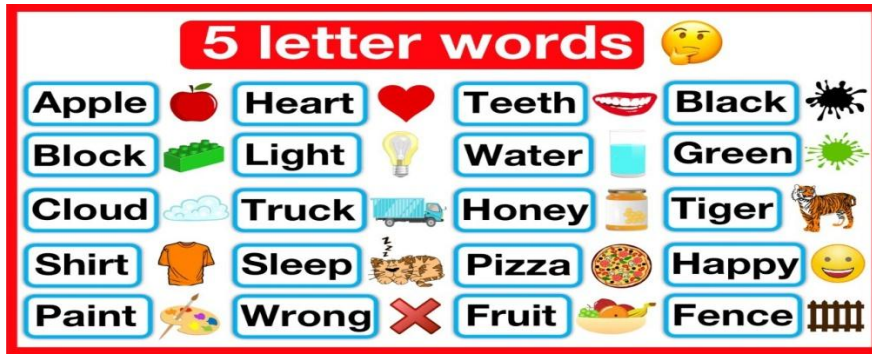 5 letter words
Apple Heart Teeth Black
Block Light Water Green
Cloud Truck Honey Tiger
Shirt Sleep Pizza Happy
Paint Wrong Fruit Fence